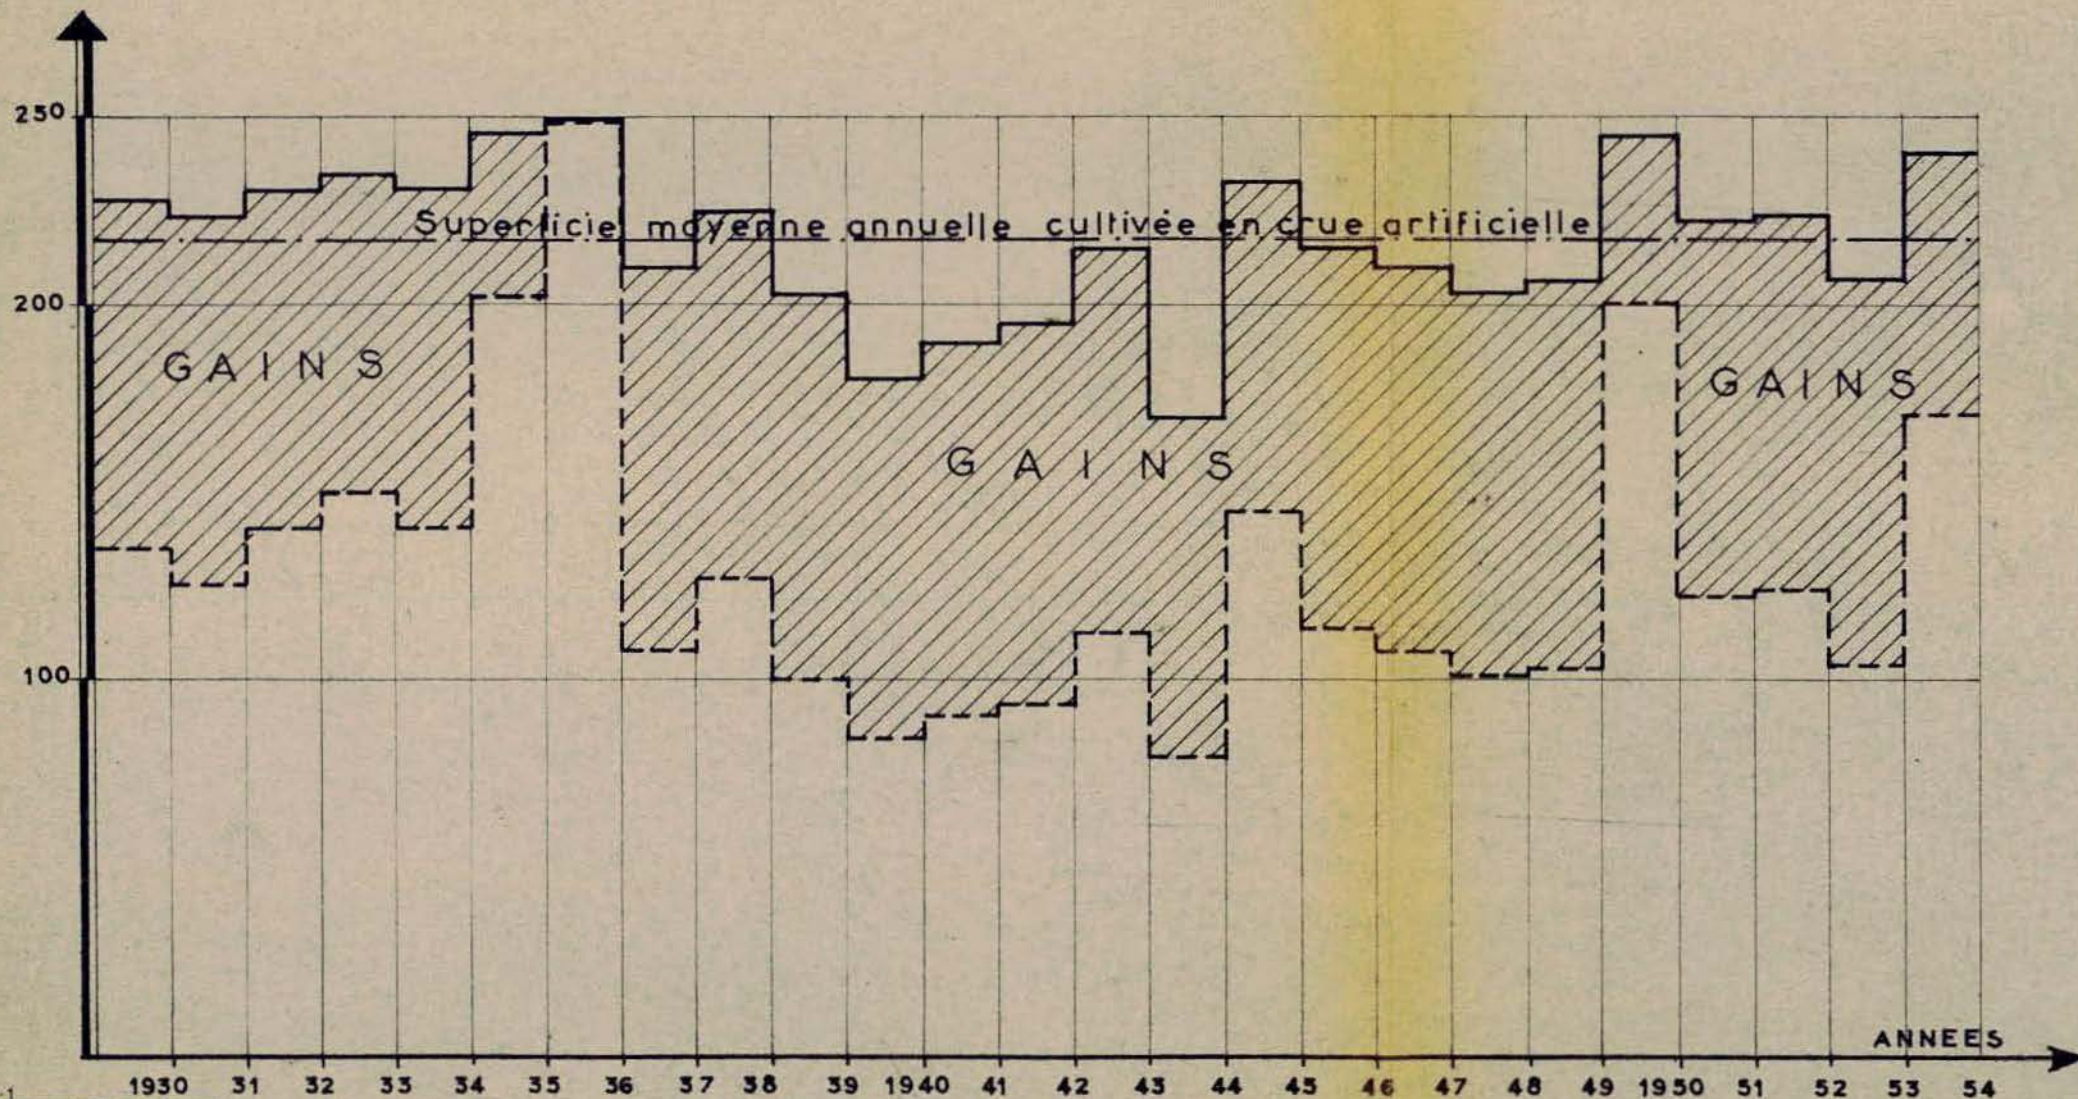 250
Superficie moyenne annuelle cultivée en crue artificielle
200
GAINS
GAINS
GAINS
100
ANNEES
1930 31 32 33 34 35 36 37 38 39 1940 41 42 43 44 45 46 47 48 49 1950 51 52 53 54